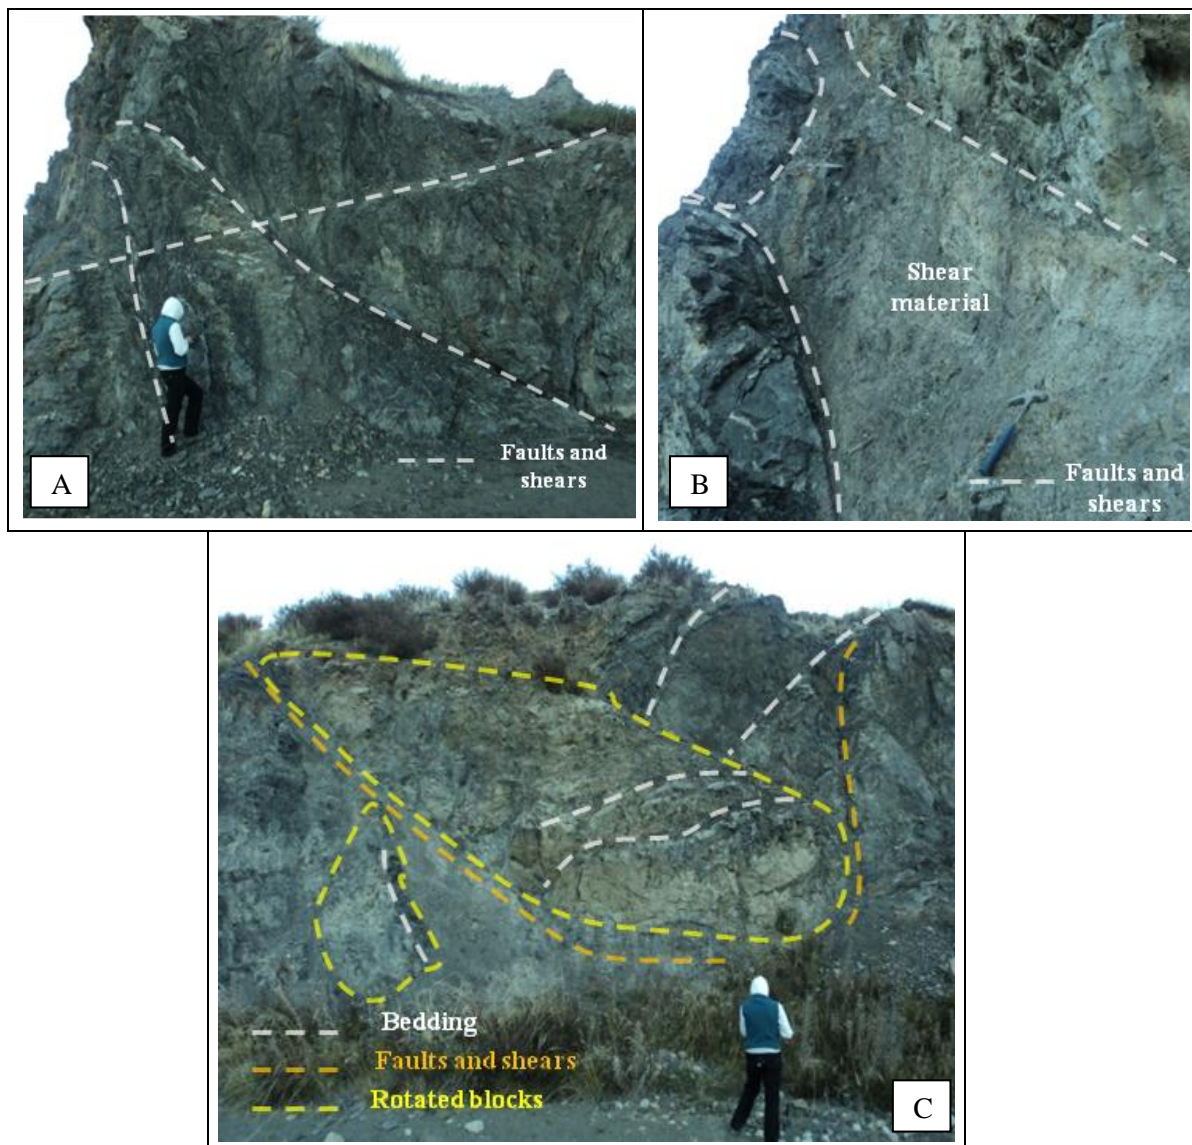 Faults and
shears
A
Shear
material
Faults and
shears
B
Bedding
Faults and shears
Rotated blocks
C